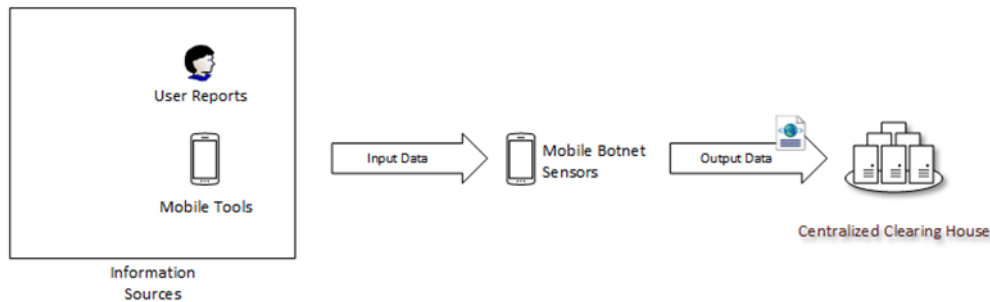 User Reports
Mobile Tools
Information
Sources
Input Data
Mobile Botnet
Sensors
Output Data
Centralized Clearing House